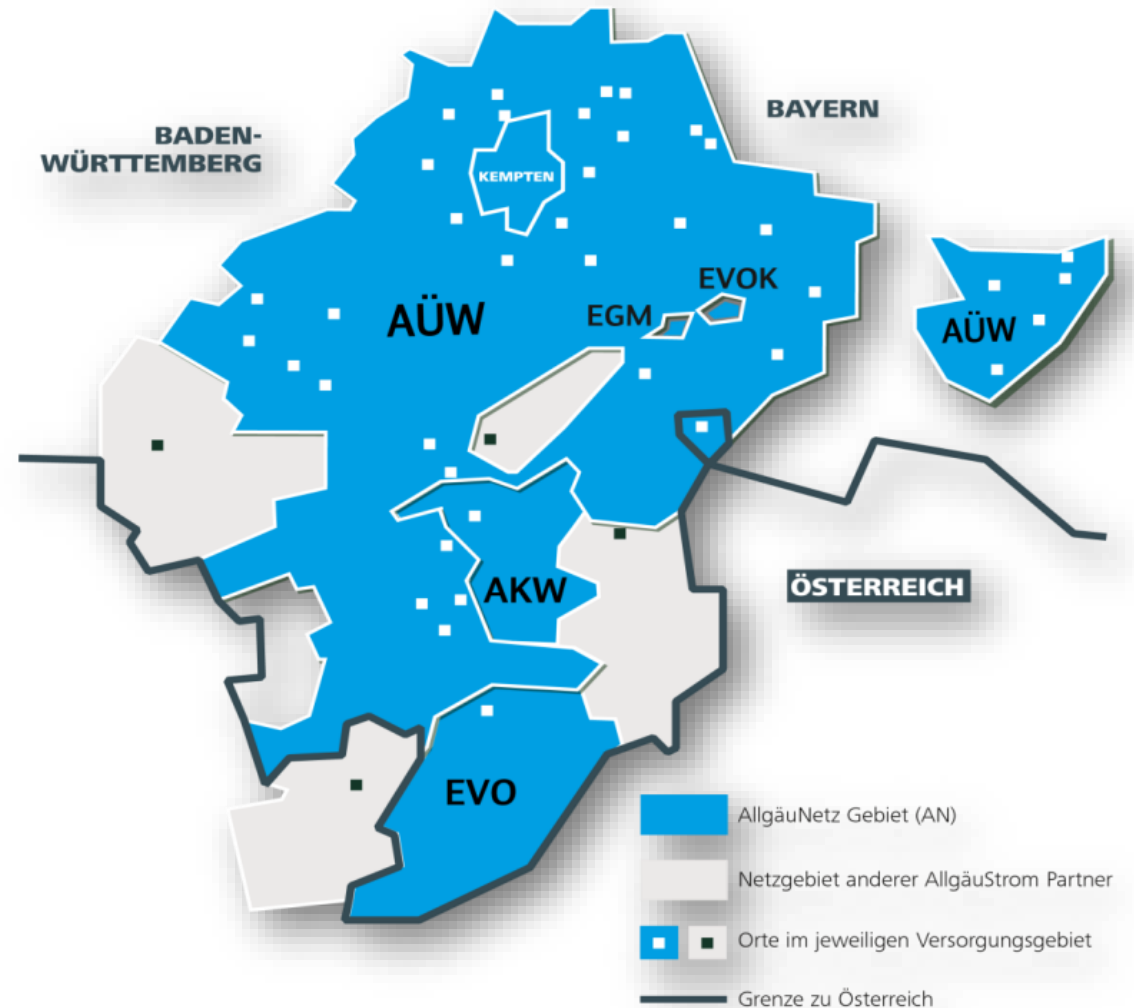 BADEN-
WÜRTTEMBERG
BAYERN
KEMPTEN
AÜW
EGM
EVOK
AÜW
AKW
ÖSTERREICH
EVO
AllgäuNetz Gebiet (AN)
Netzgebiet anderer AllgäuStrom Partner
Orte im jeweiligen Versorgungsgebiet
Grenze zu Österreich